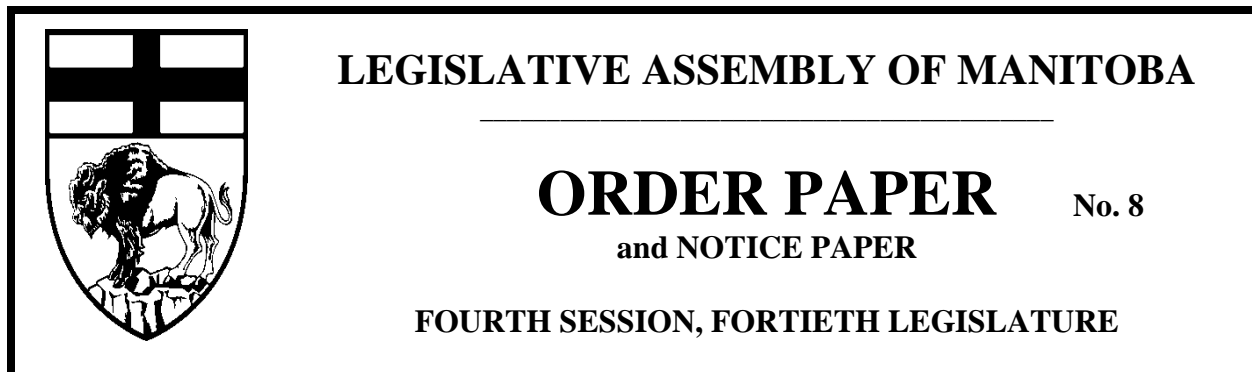 LEGISLATIVE ASSEMBLY OF MANITOBA
ORDER PAPER No. 8
and NOTICE PAPER
FOURTH SESSION, FORTIETH LEGISLATURE